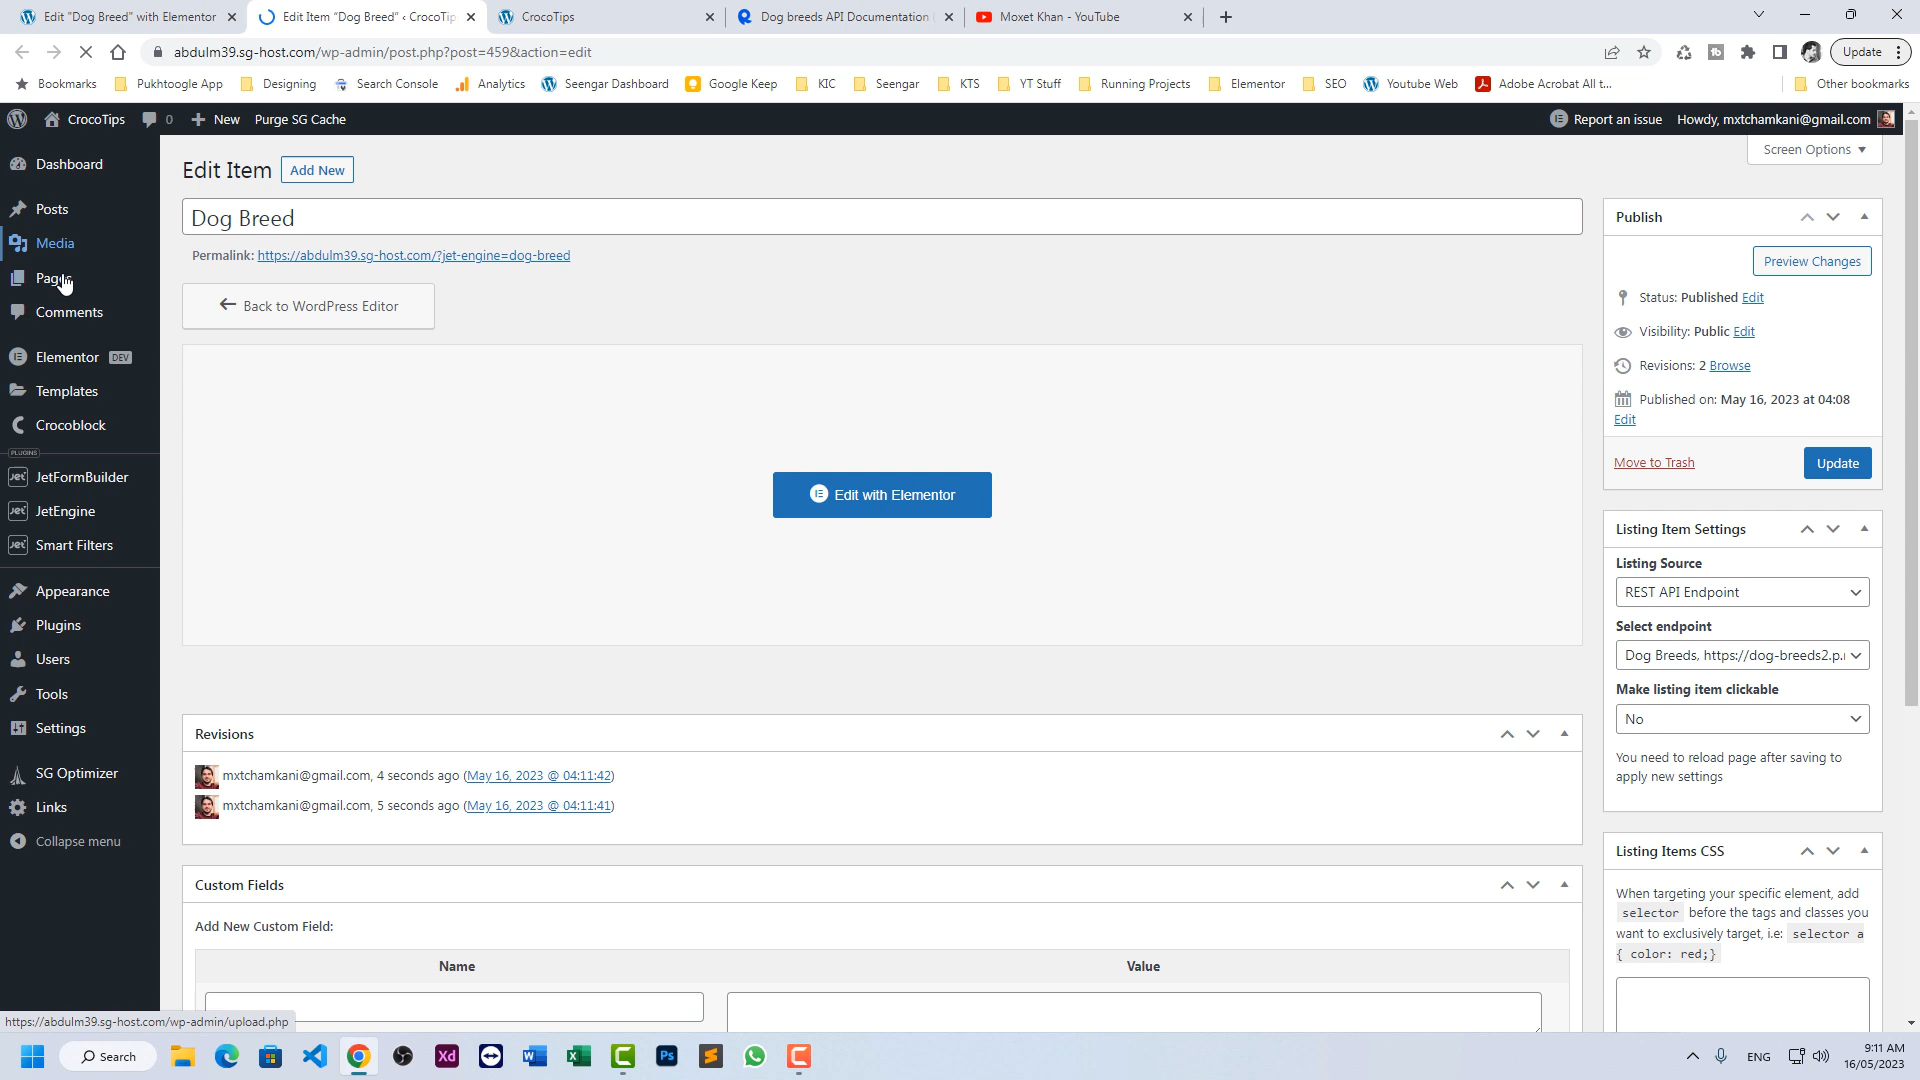 Edit "Dog Breed" with Elementor
Edit Item “Dog Breed” ‹ CrocoTip
CrocoTips
Dog breeds API Documentation
Moxet Khan - YouTube
abdulm39.sg-host.com/wp-admin/post.php?post=459&action=edit
Update
Bookmarks
Pukhtoogle App
Designing
Search Console
Analytics
Seengar Dashboard
Google Keep
KIC
Seengar
KTS
YT Stuff
Running Projects
Elementor
SEO
Youtube Web
Adobe Acrobat All t...
Other bookmarks
CrocoTips
0
New
Purge SG Cache
Report an issue
Howdy, mxtchamkani@gmail.com
Dashboard
Posts
Media
Pages
Comments
Elementor DEV
Templates
Crocoblock
PLUGINS
JetFormBuilder
JetEngine
Smart Filters
Appearance
Plugins
Users
Tools
Settings
SG Optimizer
Links
Collapse menu
Screen Options
Edit Item
Add New
Dog Breed
Permalink: https://abdulm39.sg-host.com/?jet-engine=dog-breed
Back to WordPress Editor
Edit with Elementor
Revisions
mxtchamkani@gmail.com, 4 seconds ago (May 16, 2023 @ 04:11:42)
mxtchamkani@gmail.com, 5 seconds ago (May 16, 2023 @ 04:11:41)
Custom Fields
Add New Custom Field:
Name
Value
Publish
Preview Changes
Status: Published Edit
Visibility: Public Edit
Revisions: 2 Browse
Published on: May 16, 2023 at 04:08
Edit
Move to Trash
Update
Listing Item Settings
Listing Source
REST API Endpoint
Select endpoint
Dog Breeds, https://dog-breeds2.p.r
Make listing item clickable
No
You need to reload page after saving to
apply new settings
Listing Items CSS
When targeting your specific element, add
selector before the tags and classes you
want to exclusively target, i.e: selector a
{ color: red;}
https://abdulm39.sg-host.com/wp-admin/upload.php
Search
Xd
Ps
ENG
9:11 AM
16/05/2023